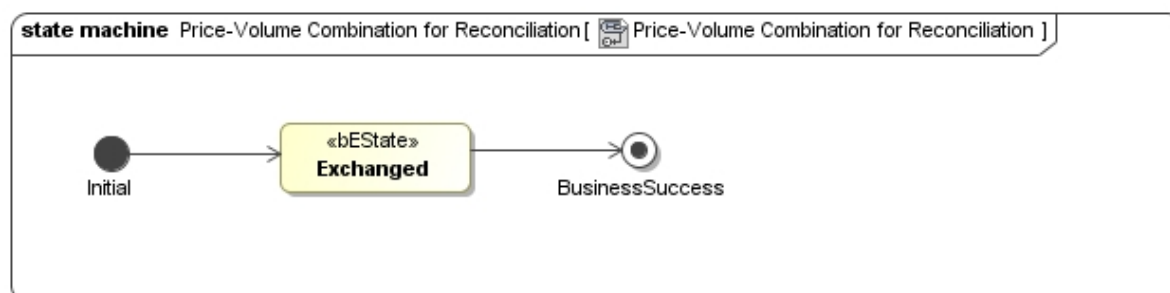 state machine Price-Volume Combination for Reconciliation [ Price-Volume Combination for Reconciliation ]
«bEState»
Exchanged
Initial
BusinessSuccess